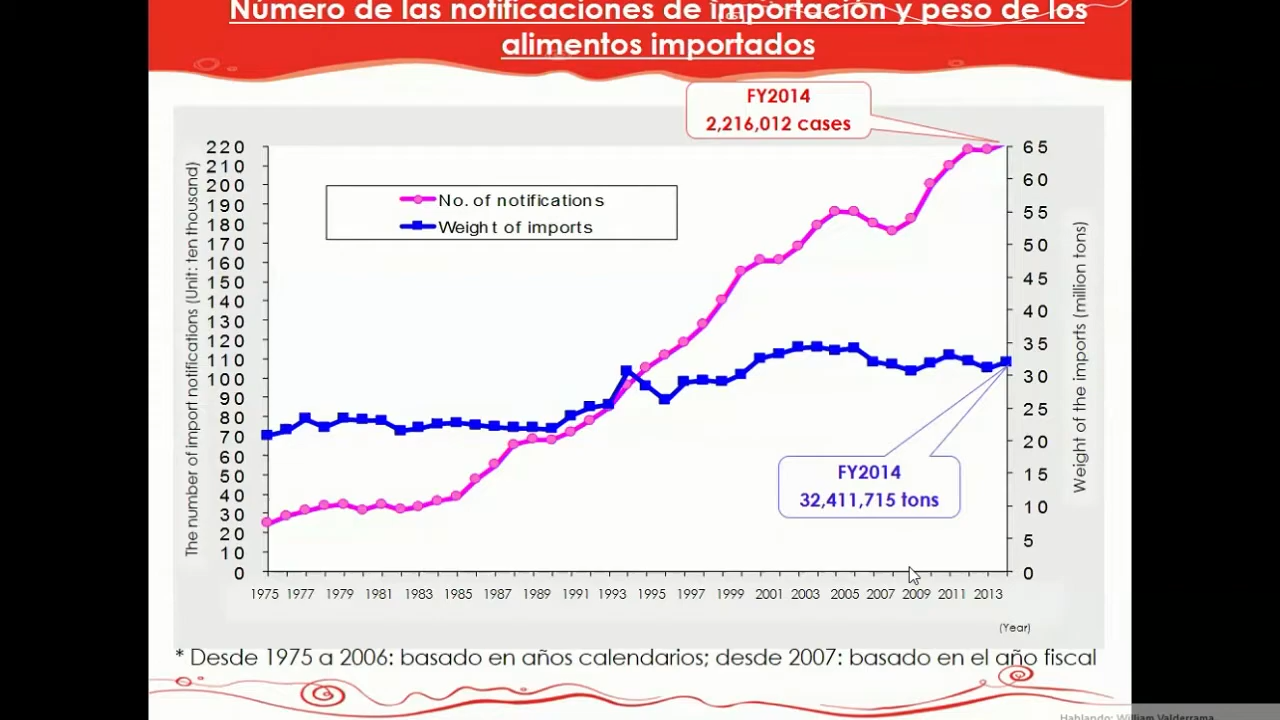 Número de las notificaciones de importación y peso de los
alimentos importados
FY2014
2,216,012 cases
220
210
200
190
180
170
160
150
140
130
120
110
100
90
80
70
60
50
40
30
20
10
0
The number of import notifications (Unit: ten thousand)
No. of notifications
Weight of imports
65
60
55
50
45
40
35
30
25
20
15
10
5
0
Weight of the imports (million tons)
FY2014
32,411,715 tons
1975 1977 1979 1981 1983 1985 1987 1989 1991 1993 1995 1997 1999 2001 2003 2005 2007 2009 2011 2013
(Year)
* Desde 1975 a 2006: basado en años calendarios; desde 2007: basado en el año fiscal
Hablando: William Valderrama